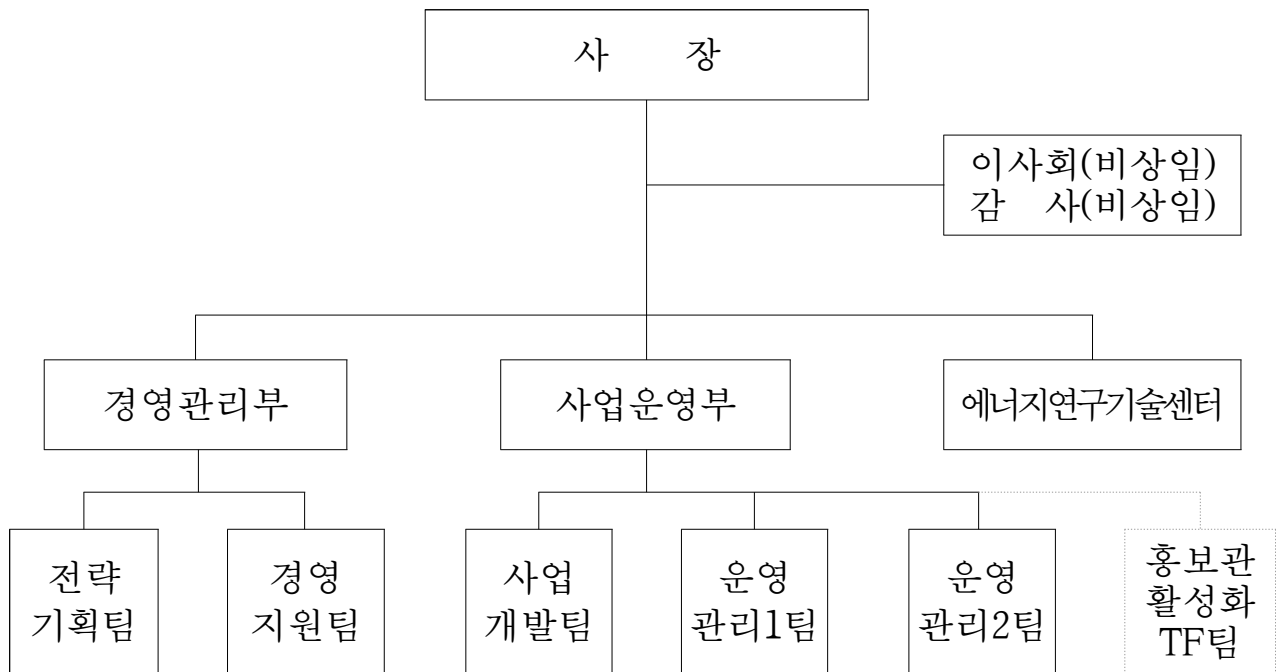 사 장
이사회(비상임)
감 사(비상임)
경영관리부
사업운영부
에너지연구기술센터
전략
기획팀
경영
지원팀
사업
개발팀
운영
관리1팀
운영
관리2팀
홍보관
활성화
TF팀